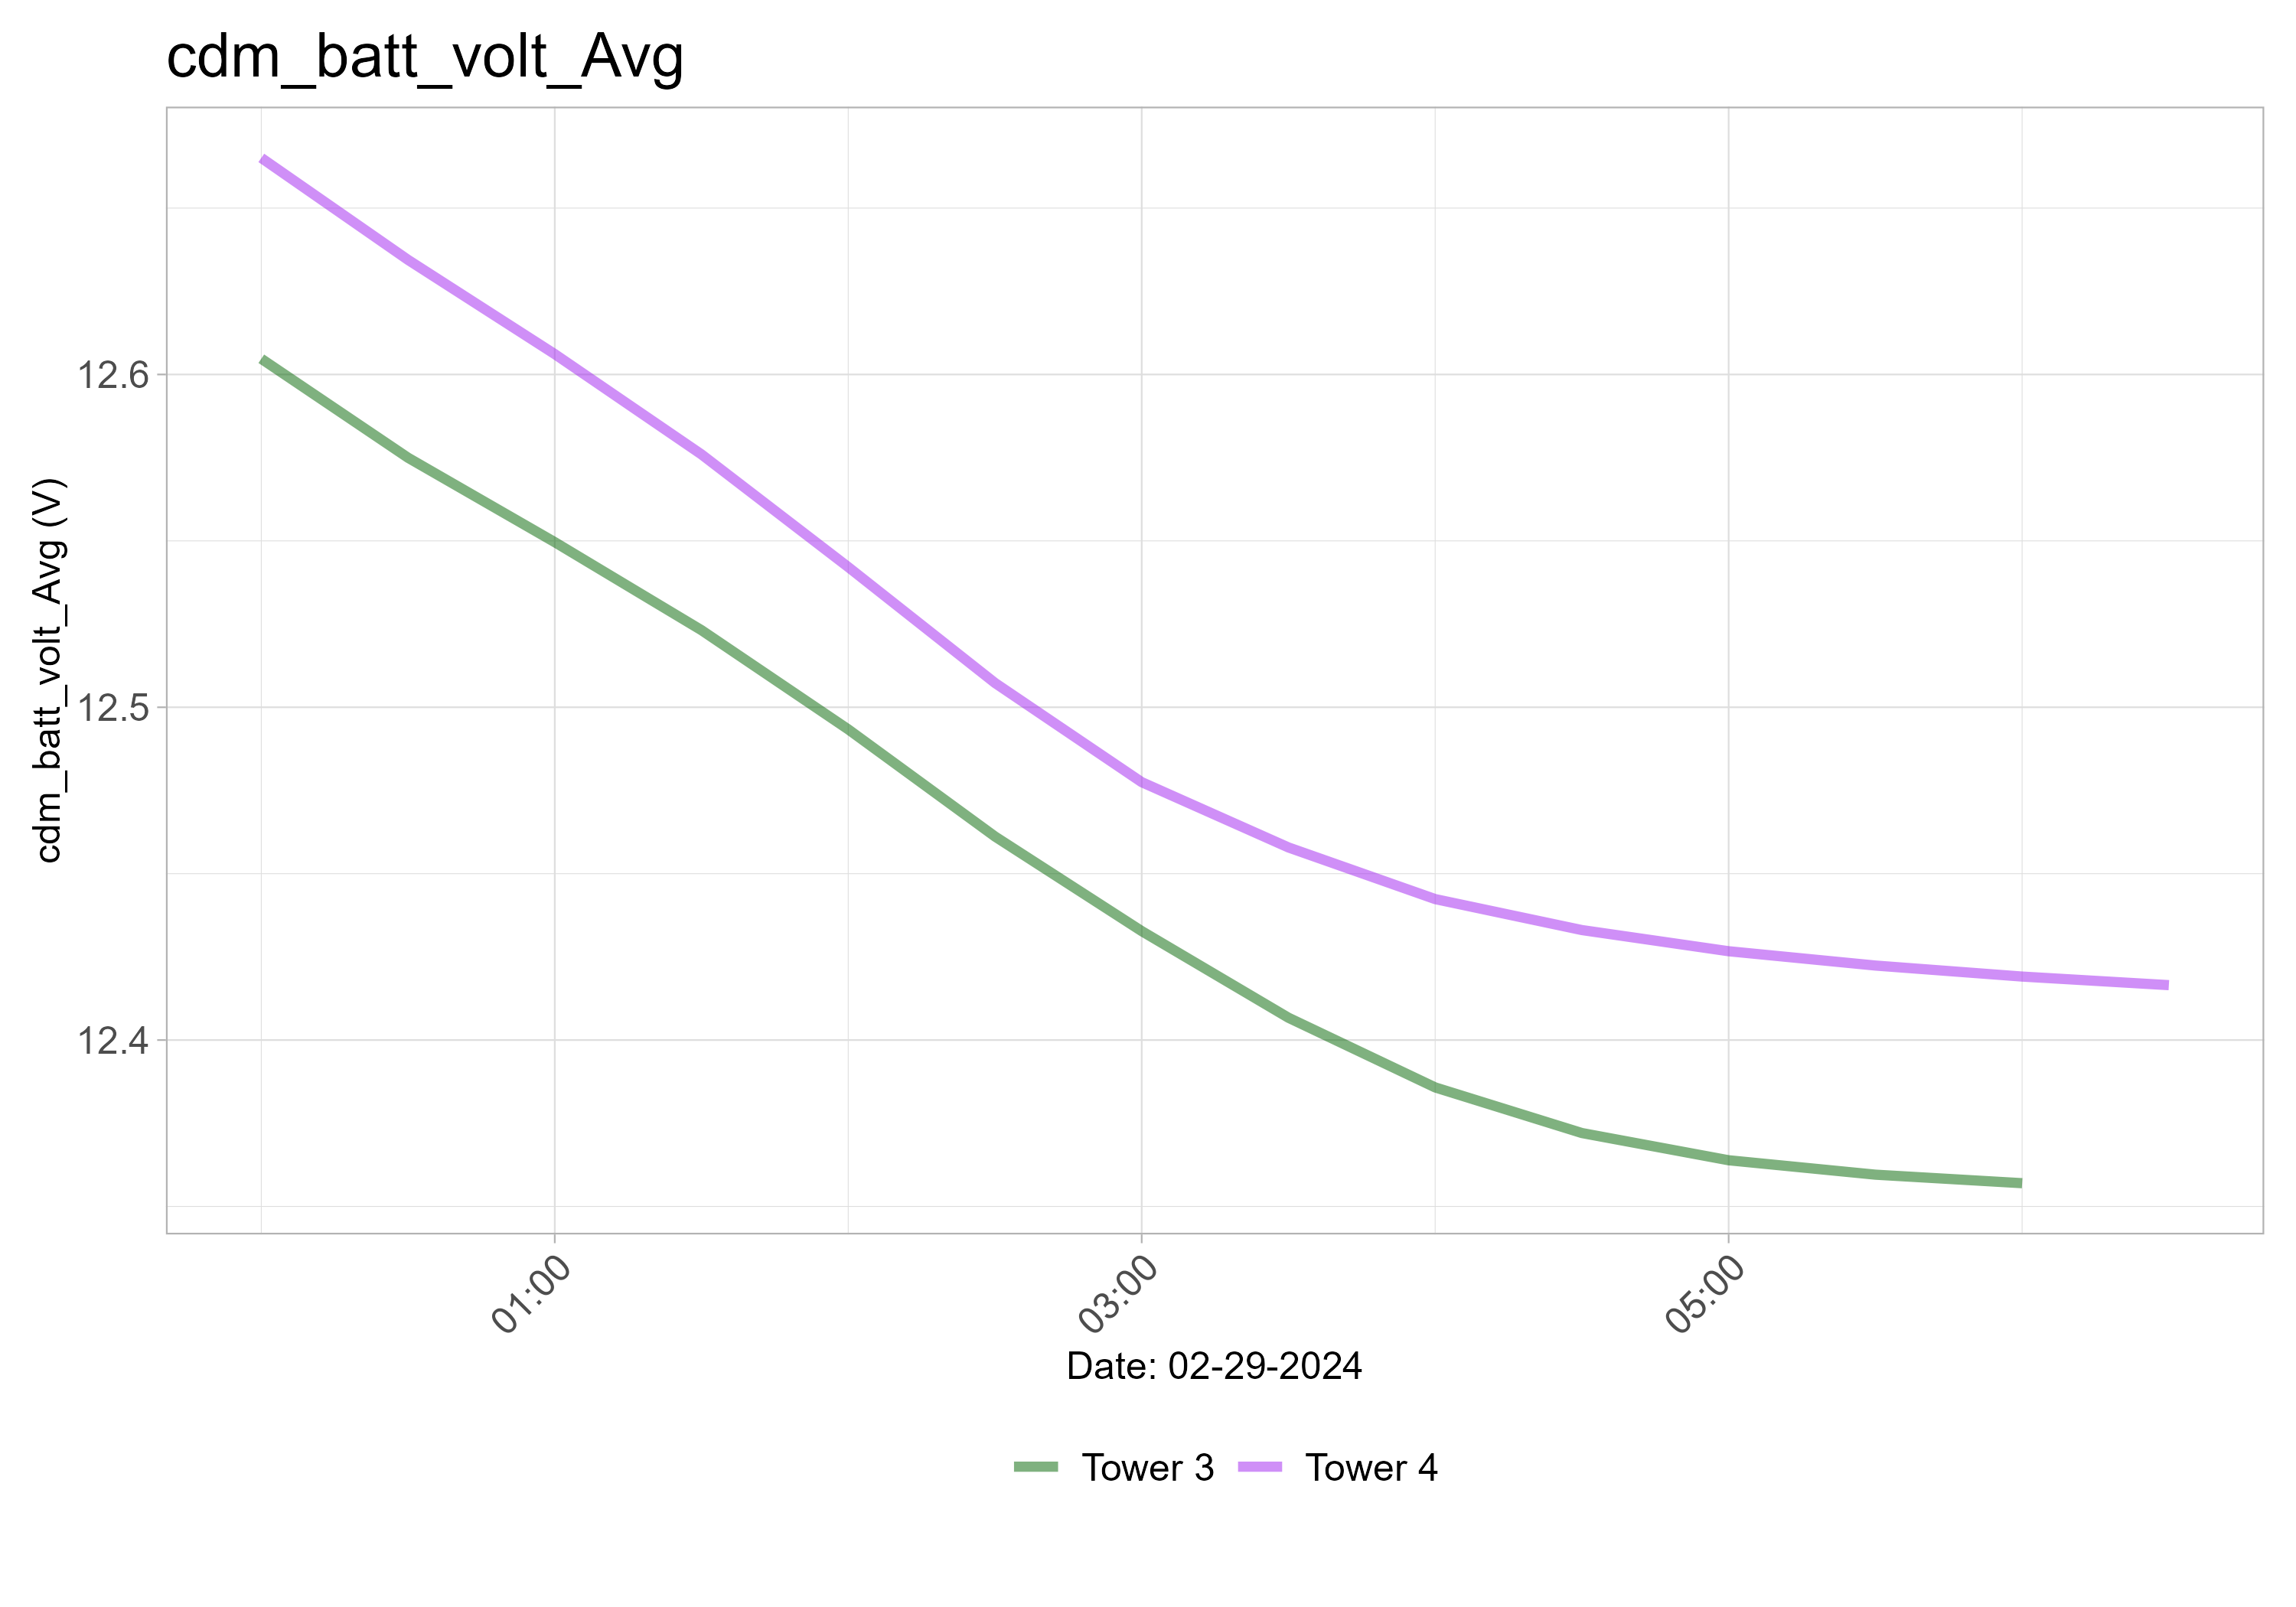 cdm_batt_volt_Avg
cdm_batt_volt_Avg (V)
12.6
12.5
12.4
01:00
03:00
05:00
Date: 02-29-2024
Tower 3
Tower 4